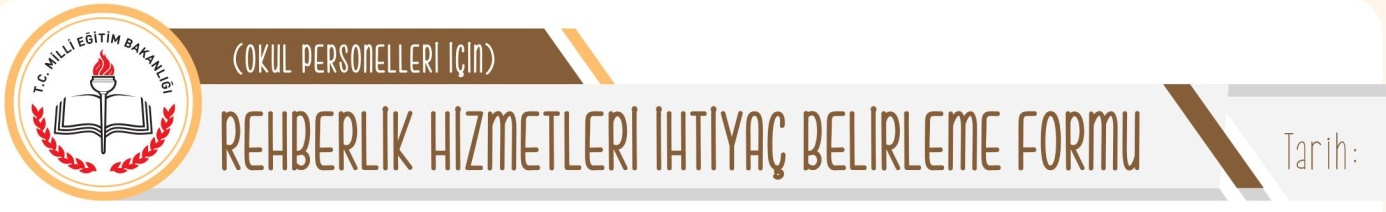 T.C. MİLLİ EĞİTİM BAKANLIĞI
(OKUL PERSONELLERİ İÇİN)
REHBERLİK HİZMETLERİ İHTİYAÇ BELİRLEME FORMU
Tarih: